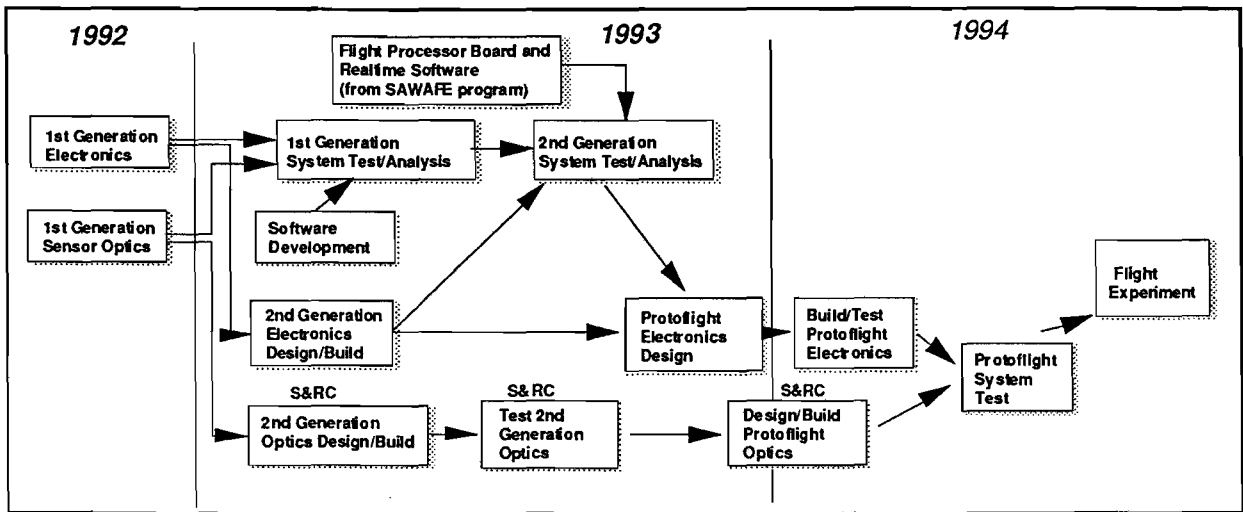 1992
1993
1994
Flight Processor Board and
Realtime Software
(from SAWAFE program)
1st Generation
Electronics
1st Generation
System Test/Analysis
2nd Generation
System Test/Analysis
1st Generation
Sensor Optics
Software
Development
Flight
Experiment
2nd Generation
Electronics
Design/Build
Protoflight
Electronics
Design
Build/Test
Protoflight
Electronics
Protoflight
System
Test
S&RC
2nd Generation
Optics Design/Build
S&RC
Test 2nd
Generation
Optics
S&RC
Design/Build
Protoflight
Optics